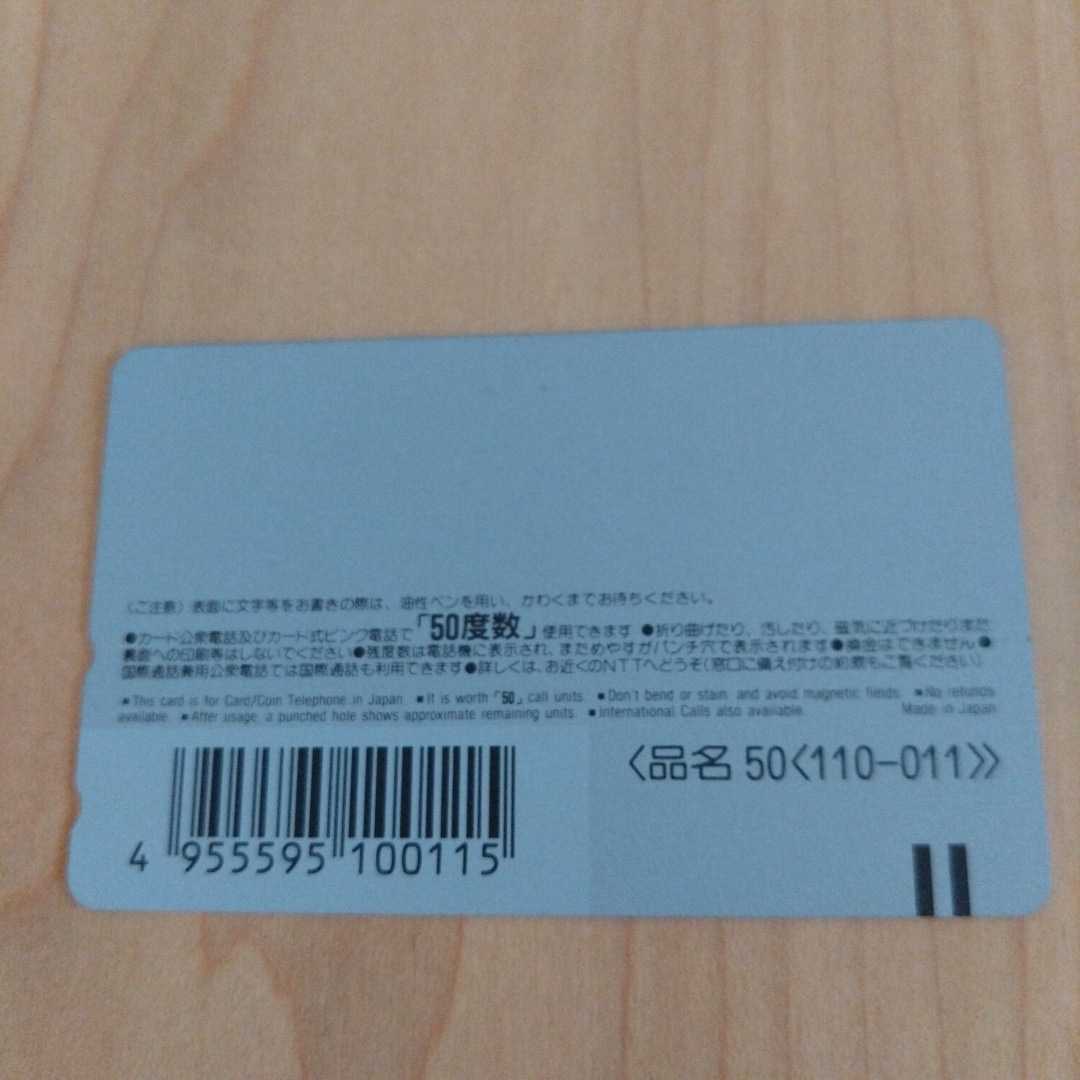 〈ご注意〉表面に文字等をお書きの際は、油性ペンを用い、かわくまでお待ちください。
●カード公衆電話及びカード式ピンク電話で「50度数」使用できます ●折り曲げたり、汚したり、磁気に近づけたりまた
裏面への印刷等はしないでください●残度数は電話機に表示され、まためやすがパンチ穴で表示されます●換金はできません●
国際通話兼用公衆電話では国際通話も利用できます●詳しくは、お近くのNTTへどうぞ(窓口に備え付けの約款もご覧ください)
■This card is for Card/Coin Telephone in Japan. ■It is worth「50」call units. ■Don't bend or stain. and avoid magnetic fields. ■No refunds
available. ■After usage, a punched hole shows approximate remaining units. ■International Calls also available. Made in Japan
〈品名 50〈110-011〉〉
4 955595 100115